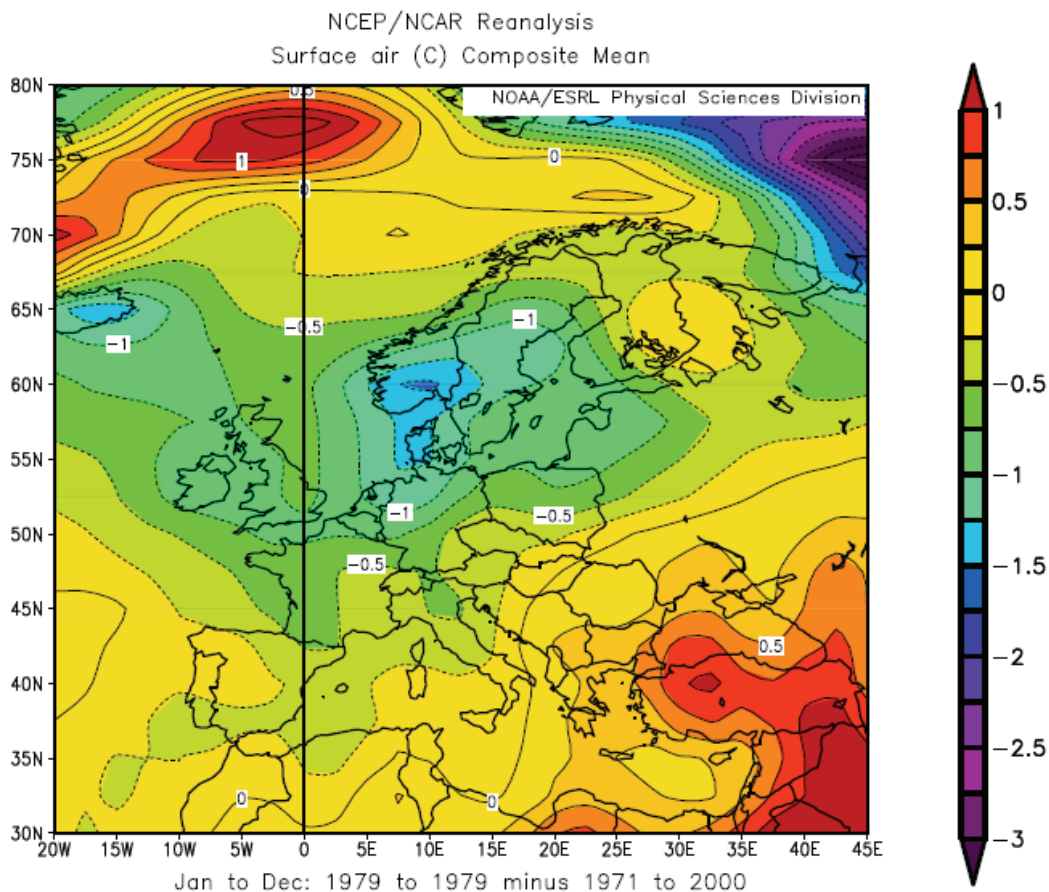 NCEP/NCAR Reanalysis
Surface air (C) Composite Mean
NOAA/ESRL Physical Sciences Division
80N
75N
70N
65N
60N
55N
50N
45N
40N
35N
30N
0.5
1
0
0
-0.5
-1
-1
-1
-0.5
-0.5
0.5
0
0
20W 15W 10W 5W 0 5E 10E 15E 20E 25E 30E 35E 40E 45E
Jan to Dec: 1979 to 1979 minus 1971 to 2000
1
0.5
0
-0.5
-1
-1.5
-2
-2.5
-3